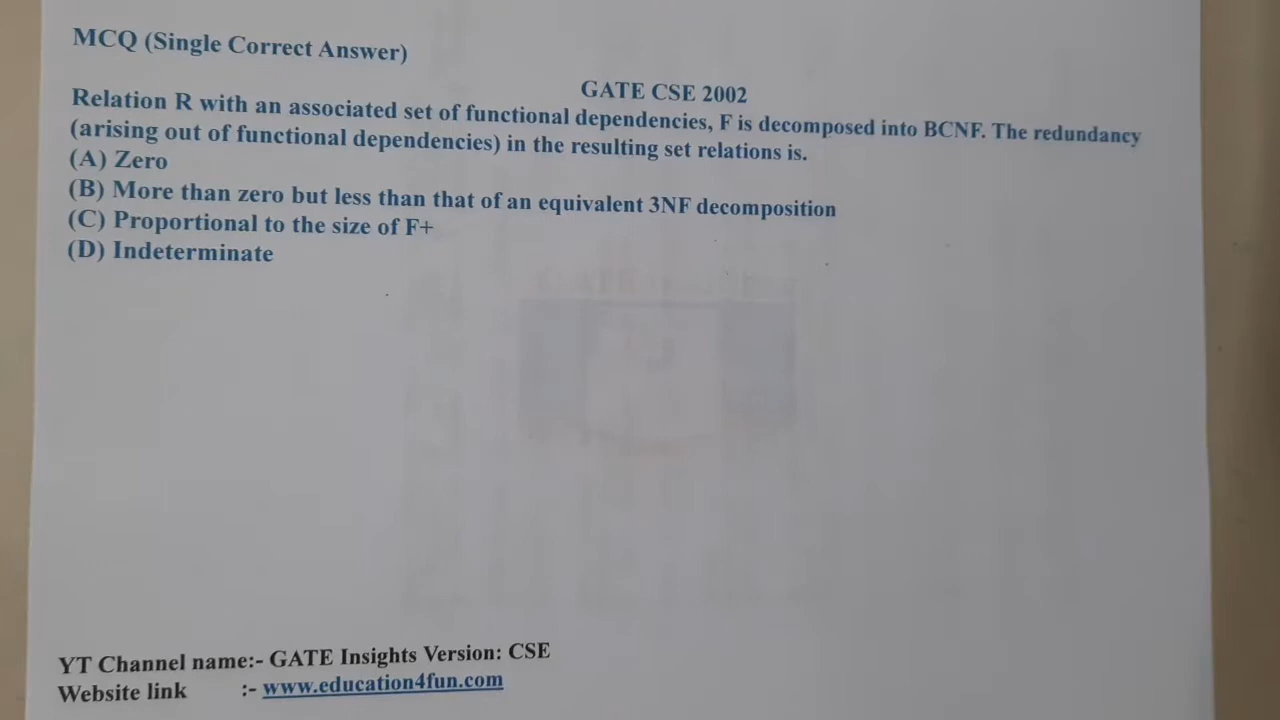 MCQ (Single Correct Answer)
GATE CSE 2002
Relation R with an associated set of functional dependencies, F is decomposed into BCNF. The redundancy
(arising out of functional dependencies) in the resulting set relations is.
(A) Zero
(B) More than zero but less than that of an equivalent 3NF decomposition
(C) Proportional to the size of F+
(D) Indeterminate
YT Channel name:- GATE Insights Version: CSE
Website link :- www.education4fun.com